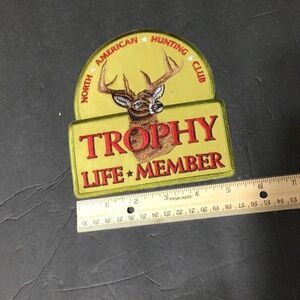 NORTH ★ AMERICAN ★ HUNTING ★ CLUB
TROPHY
LIFE ★ MEMBER